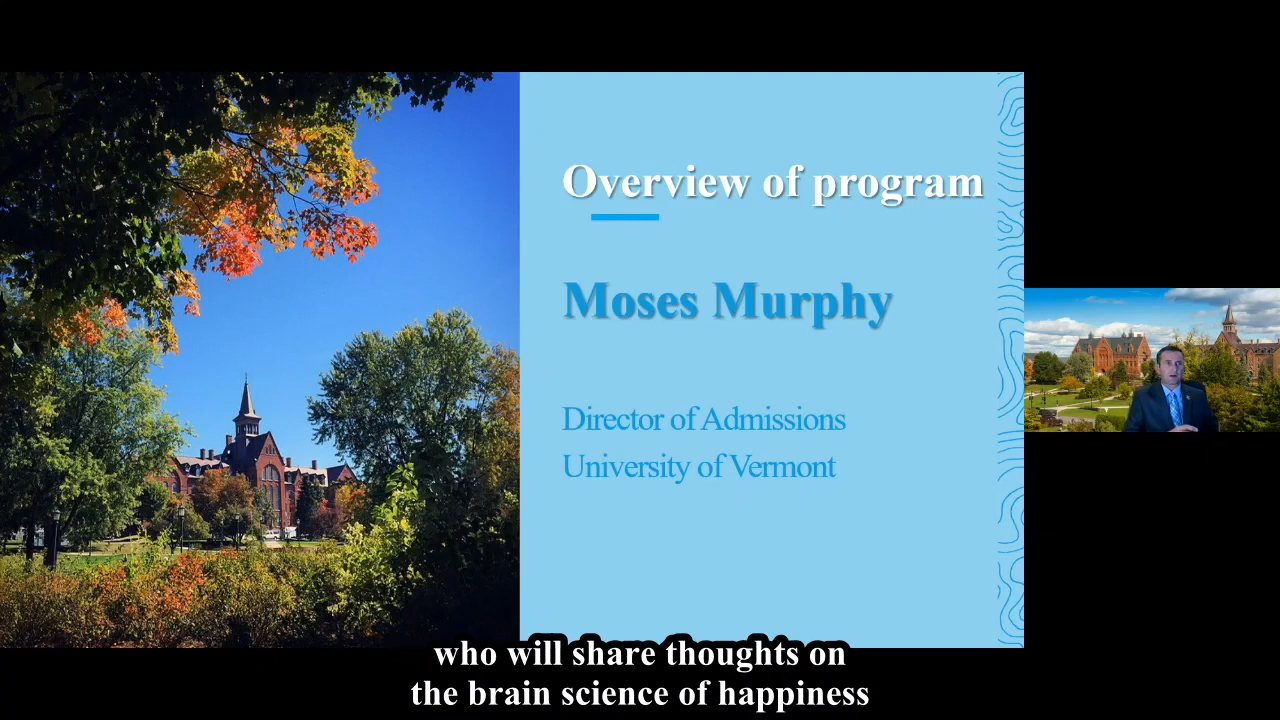 Overview of program
Moses Murphy
Director of Admissions
University of Vermont
who will share thoughts on
the brain science of happiness